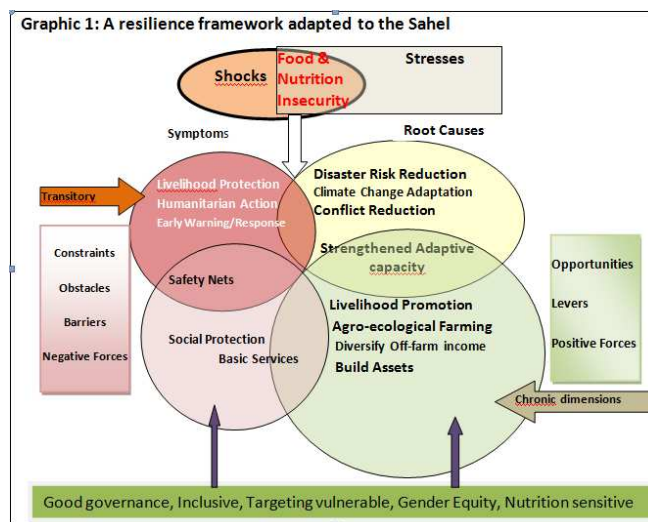 Graphic 1: A resilience framework adapted to the Sahel
Shocks
Food &
Nutrition
Insecurity
Stresses
Symptoms
Root Causes
Transitory
Livelihood Protection
Humanitarian Action
Early Warning/Response
Disaster Risk Reduction
Climate Change Adaptation
Conflict Reduction
Strengthened Adaptive
capacity
Constraints
Obstacles
Barriers
Negative Forces
Safety Nets
Social Protection
Basic Services
Livelihood Promotion
Agro-ecological Farming
Diversify Off-farm income
Build Assets
Opportunities
Levers
Positive Forces
Chronic dimensions
Good governance, Inclusive, Targeting vulnerable, Gender Equity, Nutrition sensitive